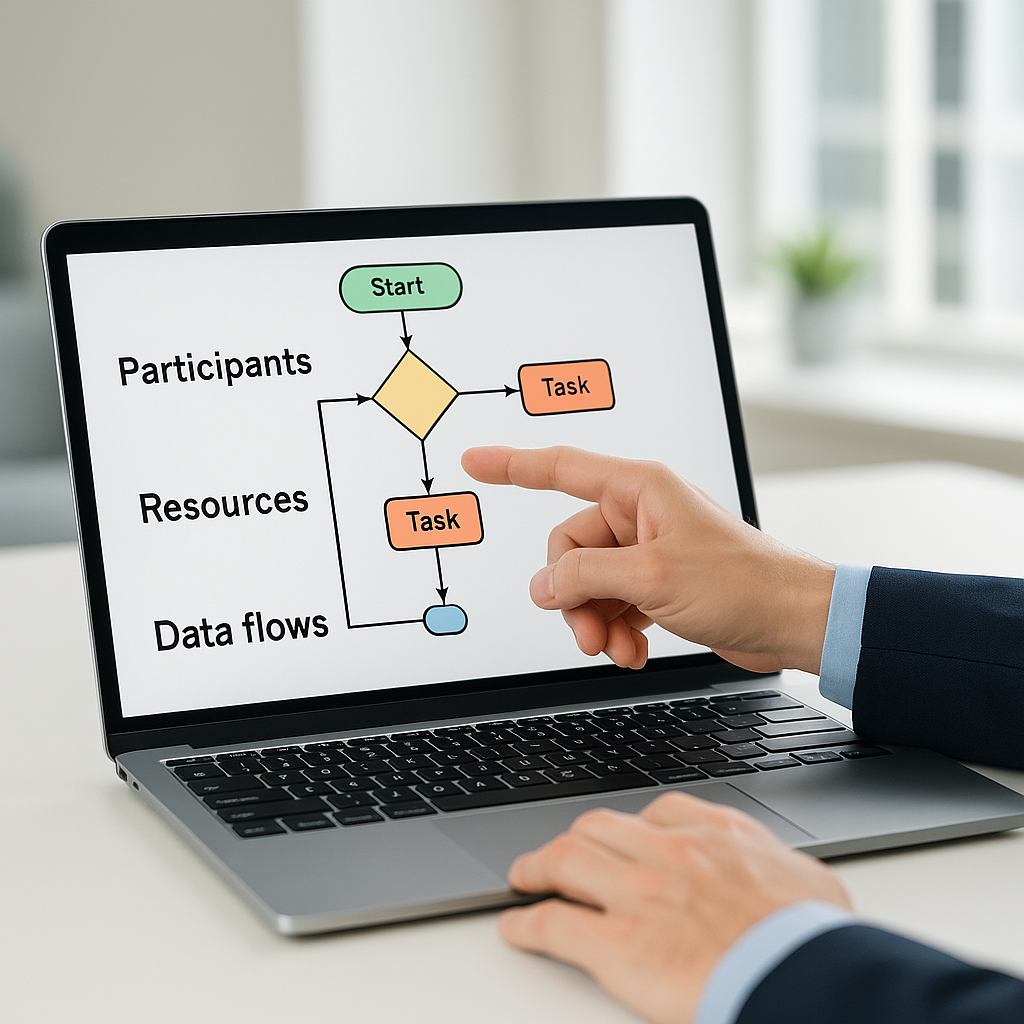 Start
Participants
Task
Resources
Task
Data flows